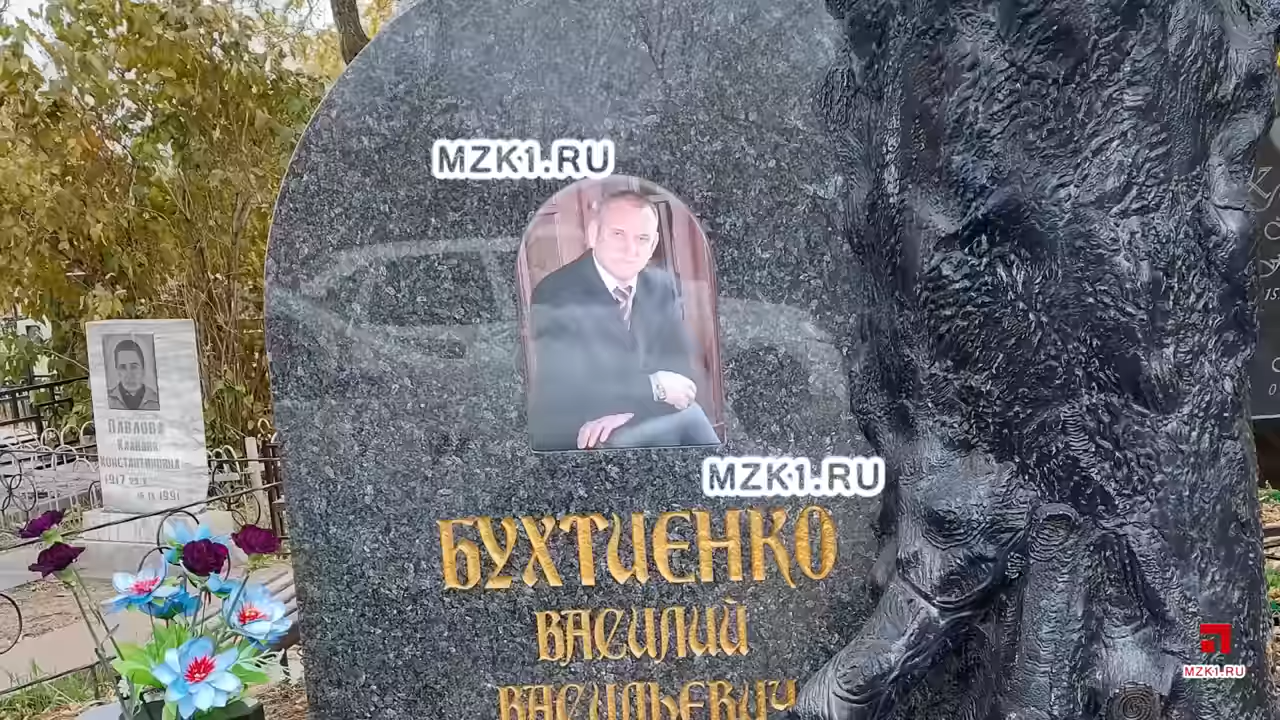 MZK1.RU
MZK1.RU
БУХТИЕНКО
ВАСИЛИЙ
ВАСИЛЬЕВИЧ
ПАВЛОВА
КЛАВДИЯ
КОНСТАНТИНОВНА
1917
1991
MZK1.RU